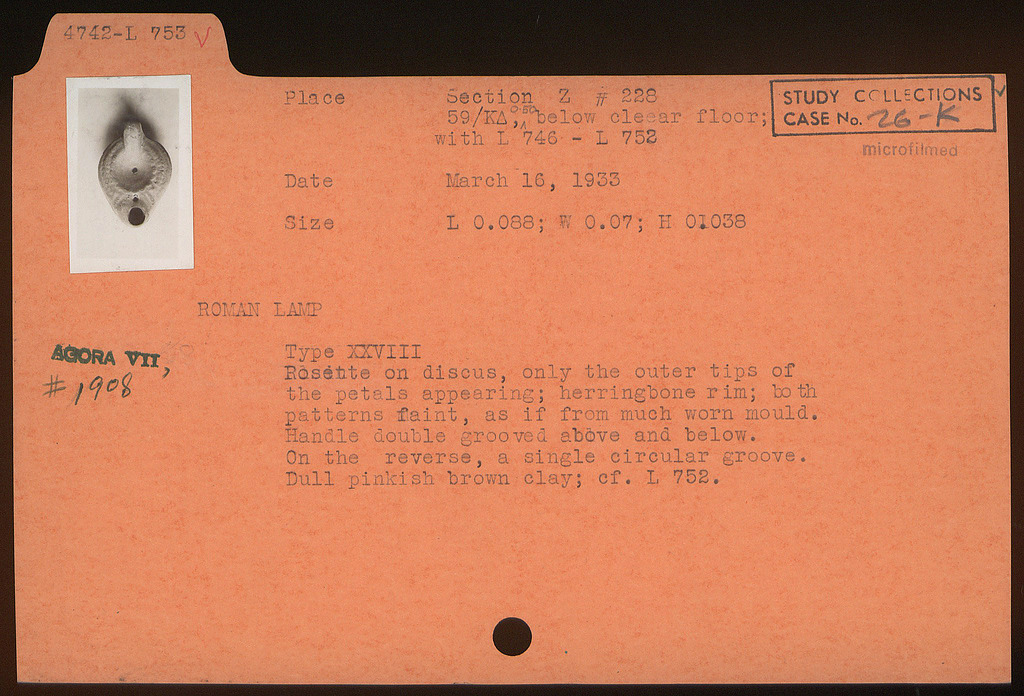 4742-L 753 V
Place Section Z # 228
59/ΚΔ, 0.50 below cleear floor;
with L 746 - L 752
STUDY COLLECTIONS
CASE No. 26-K
microfilmed
Date March 16, 1933
Size L 0.088; W 0.07; H 0.038
ROMAN LAMP
AGORA VII,
# 1908
Type XXVIII
Rosette on discus, only the outer tips of
the petals appearing; herringbone rim; both
patterns faint, as if from much worn mould.
Handle double grooved above and below.
On the reverse, a single circular groove.
Dull pinkish brown clay; cf. L 752.